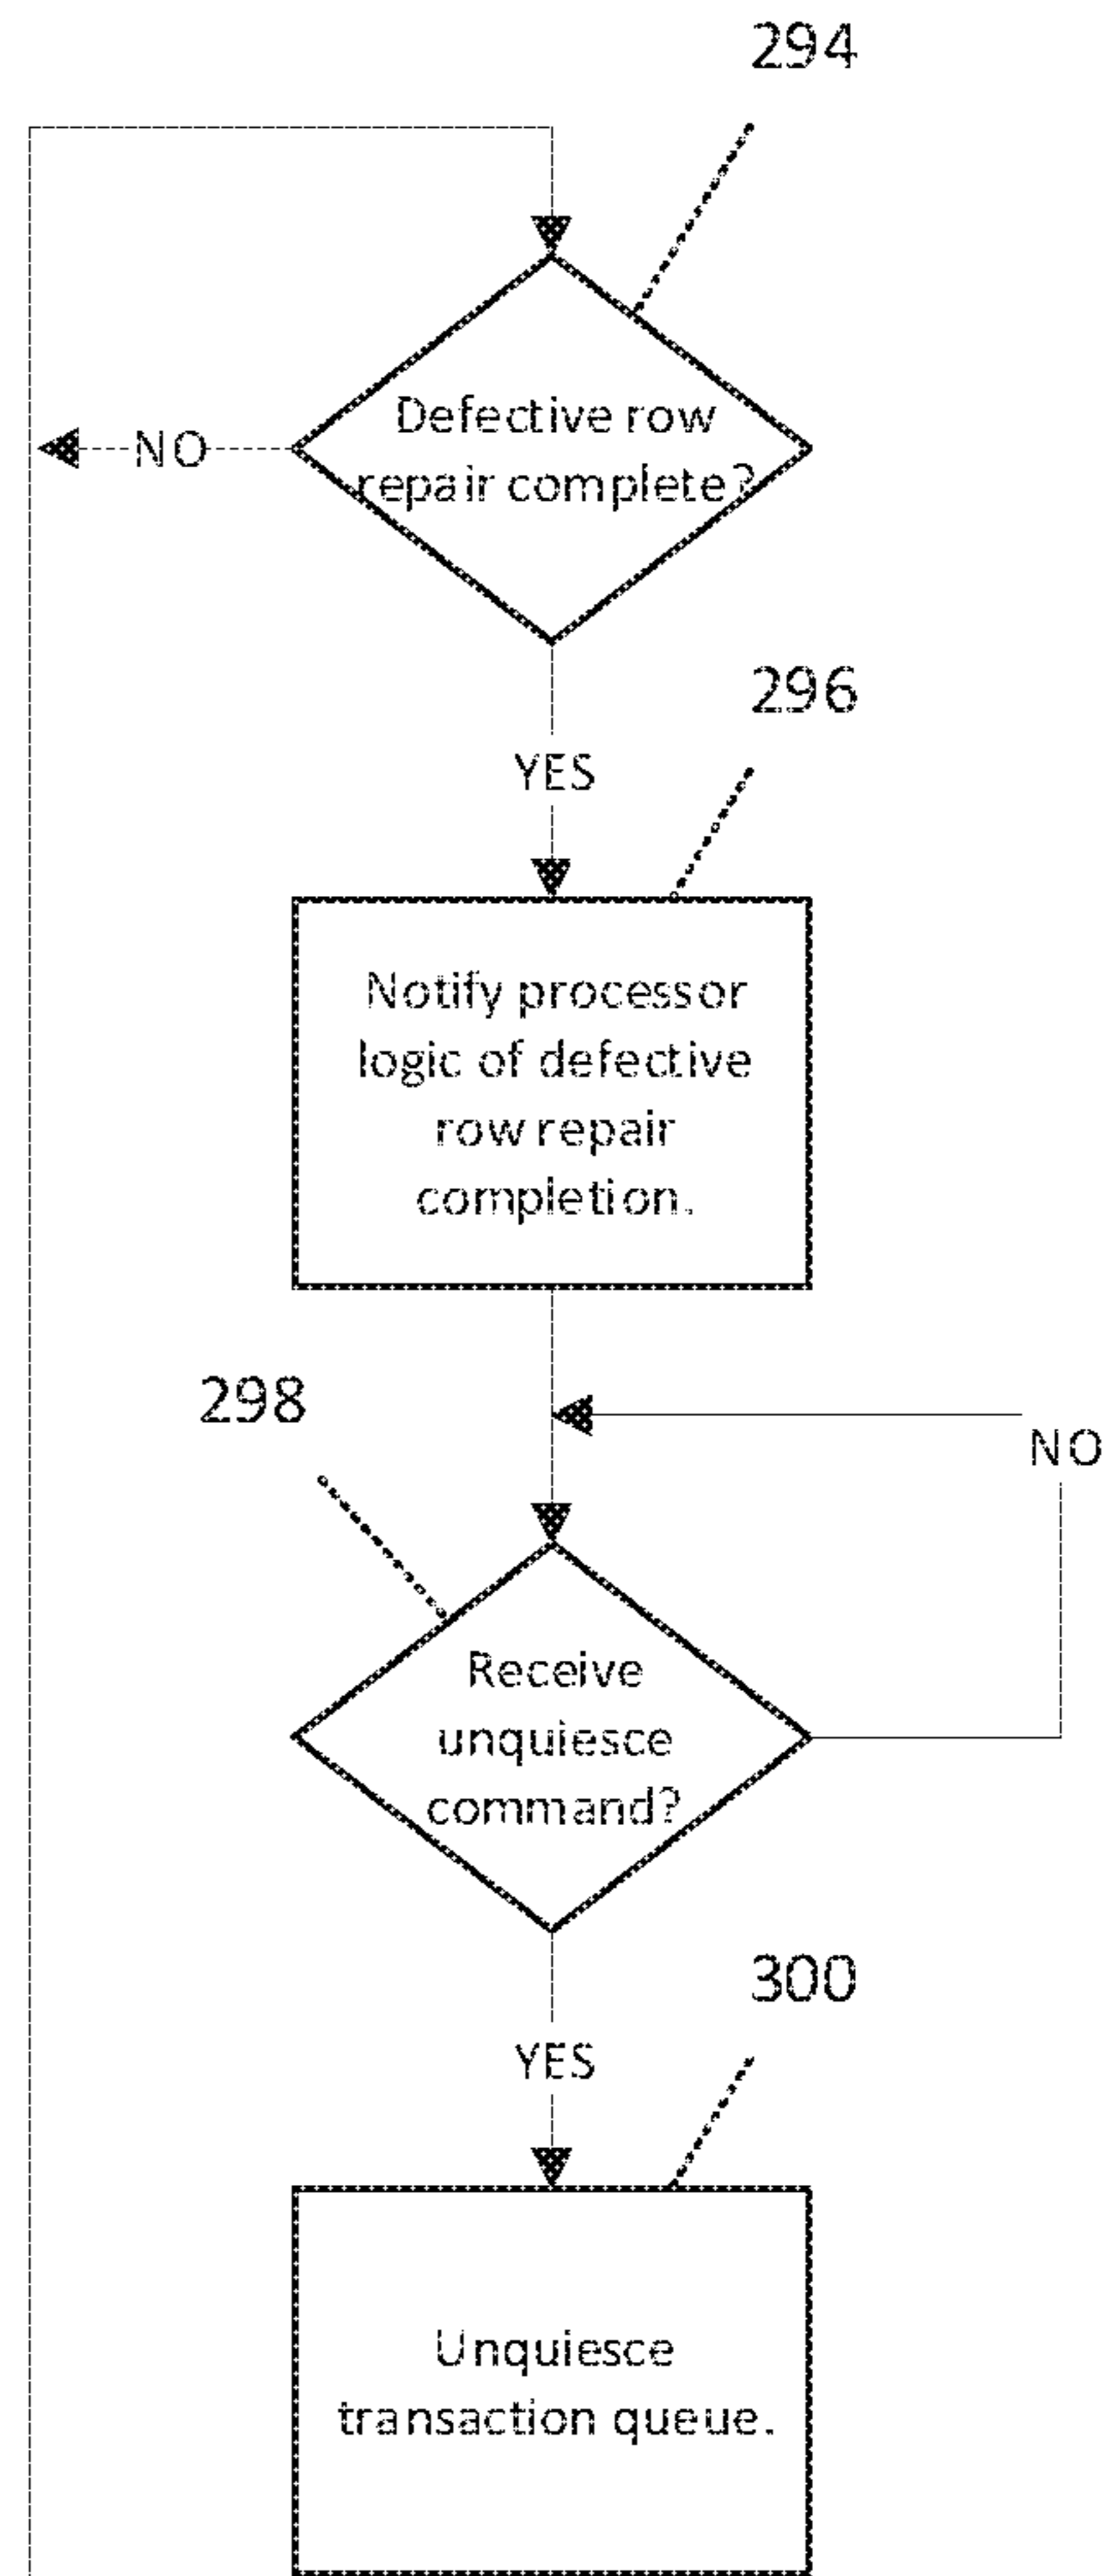 294
Defective row
repair complete?
NO
296
YES
Notify processor
logic of defective
row repair
completion.
298
NO
Receive
unquiesce
command?
300
YES
Unquiesce
transaction queue.